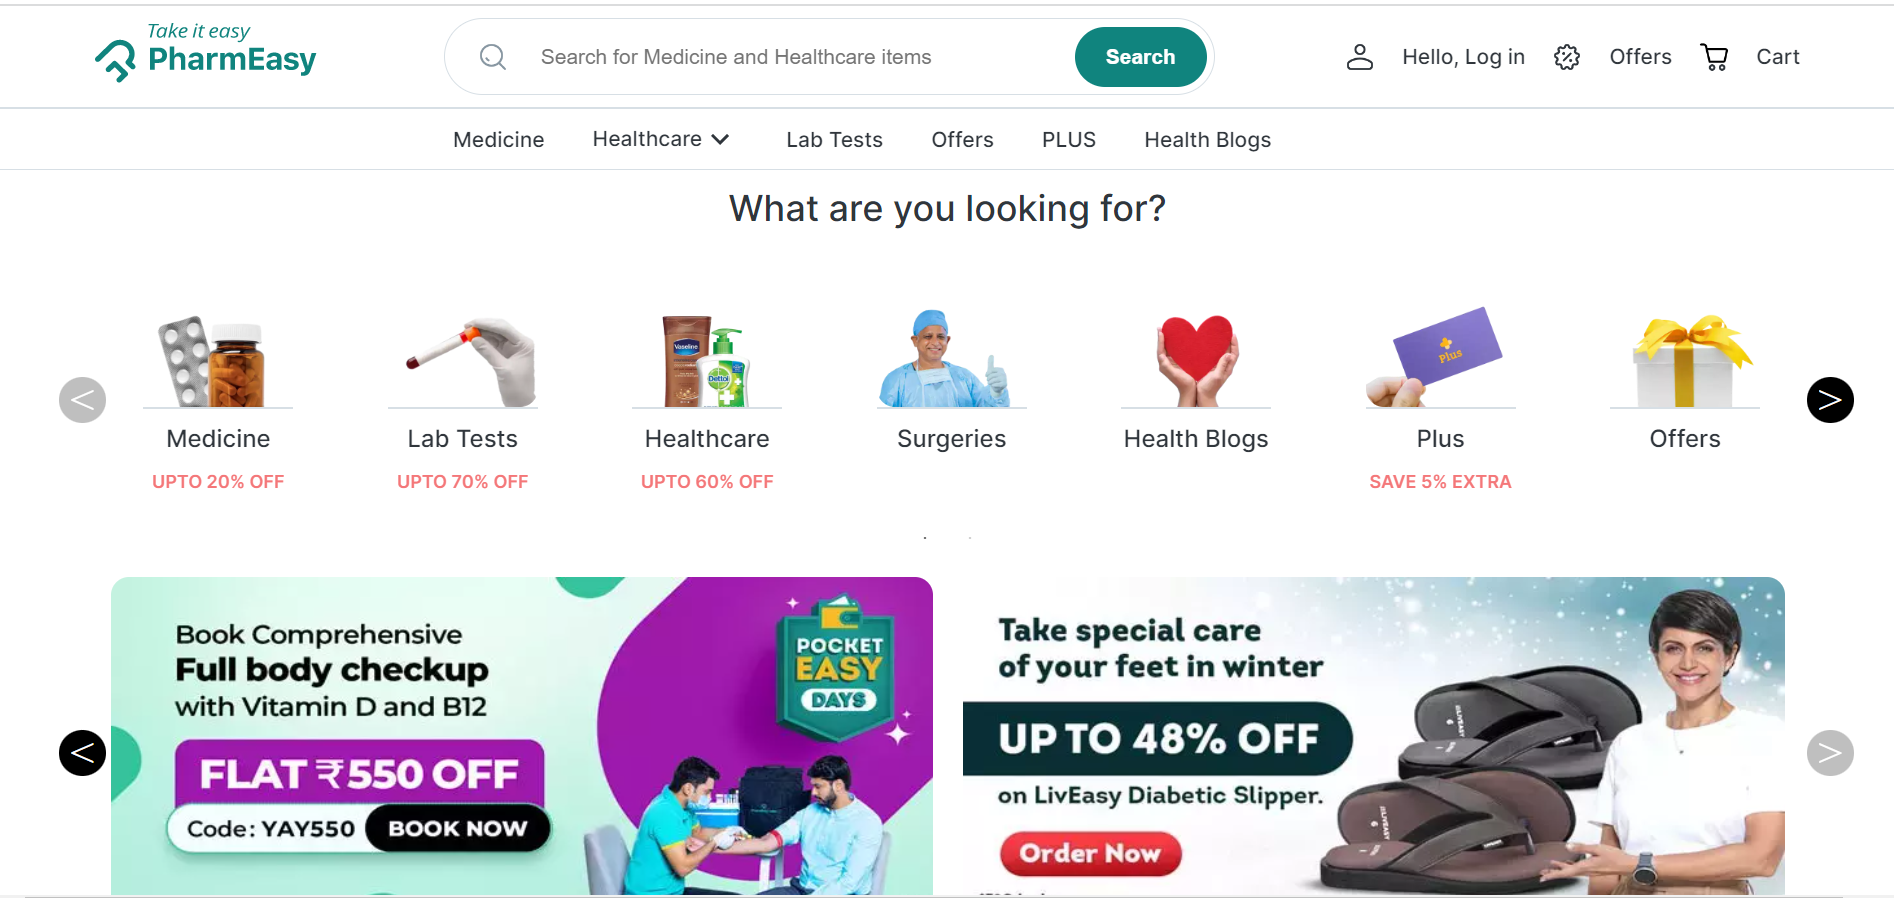 Take it easy
PharmEasy
Search for Medicine and Healthcare items
Search
Hello, Log in
Offers
Cart
Medicine
Healthcare
Lab Tests
Offers
PLUS
Health Blogs
What are you looking for?
Vaseline
Dettol
Plus
<
>
Medicine
Lab Tests
Healthcare
Surgeries
Health Blogs
Plus
Offers
UPTO 20% OFF
UPTO 70% OFF
UPTO 60% OFF
SAVE 5% EXTRA
<
Book Comprehensive
Full body checkup
with Vitamin D and B12
FLAT ₹550 OFF
Code: YAY550
BOOK NOW
POCKET
EASY
DAYS
Take special care
of your feet in winter
UP TO 48% OFF
on LivEasy Diabetic Slipper.
Order Now
>